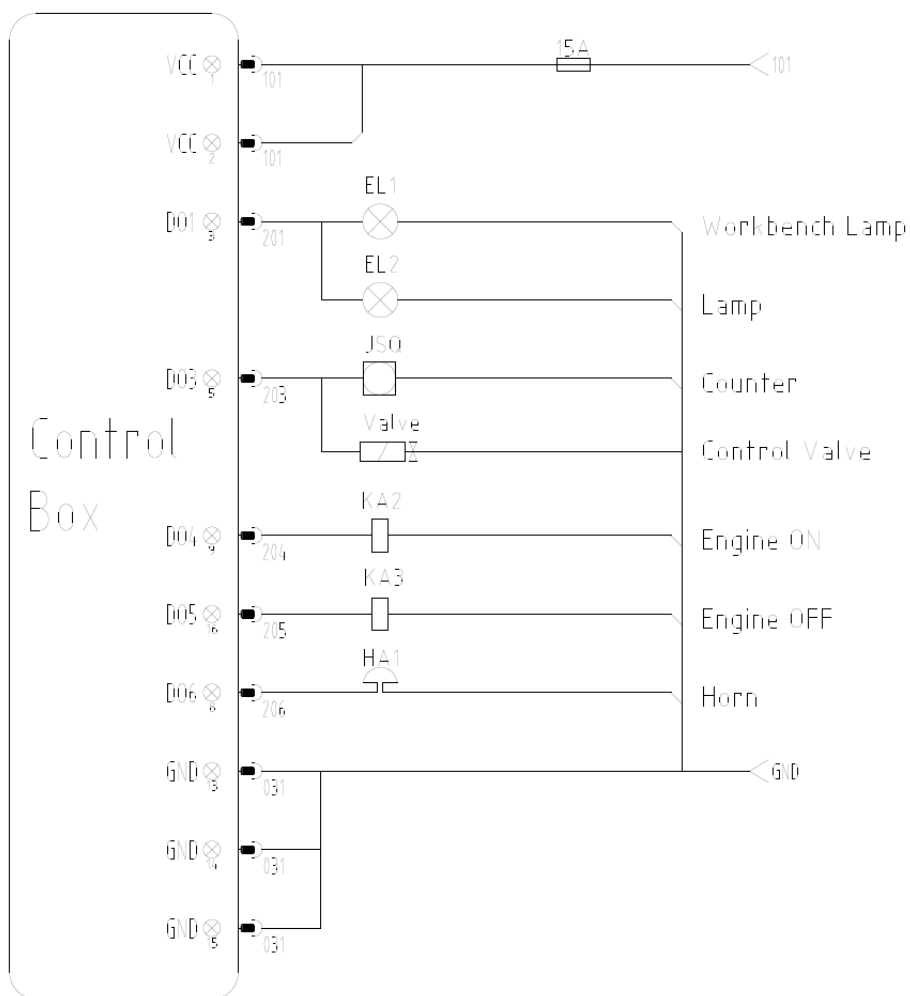 15A
VCC 1 101 101
VCC 2 101
EL1
DO1 3 201 Workbench Lamp
EL2
Lamp
JSQ
DO3 5 203 Counter
Control
Box
Valve
Control Valve
KA2
DO4 9 204 Engine ON
KA3
DO5 16 205 Engine OFF
HA1
DO6 8 206 Horn
GND 13 031 GND
GND 14 031
GND 15 031